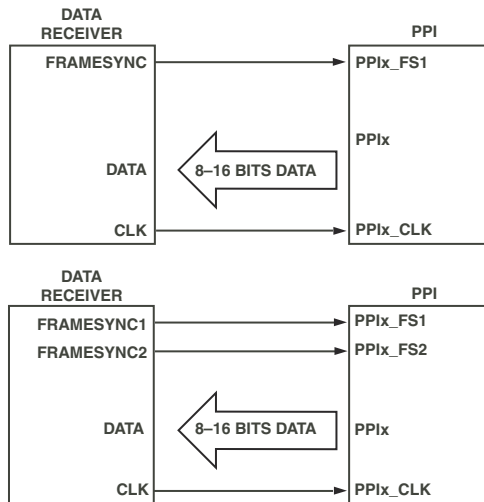 DATA
RECEIVER
PPI
FRAMESYNC
PPIx_FS1
PPIx
DATA
8–16 BITS DATA
CLK
PPIx_CLK
DATA
RECEIVER
PPI
FRAMESYNC1
PPIx_FS1
FRAMESYNC2
PPIx_FS2
DATA
8–16 BITS DATA
PPIx
CLK
PPIx_CLK